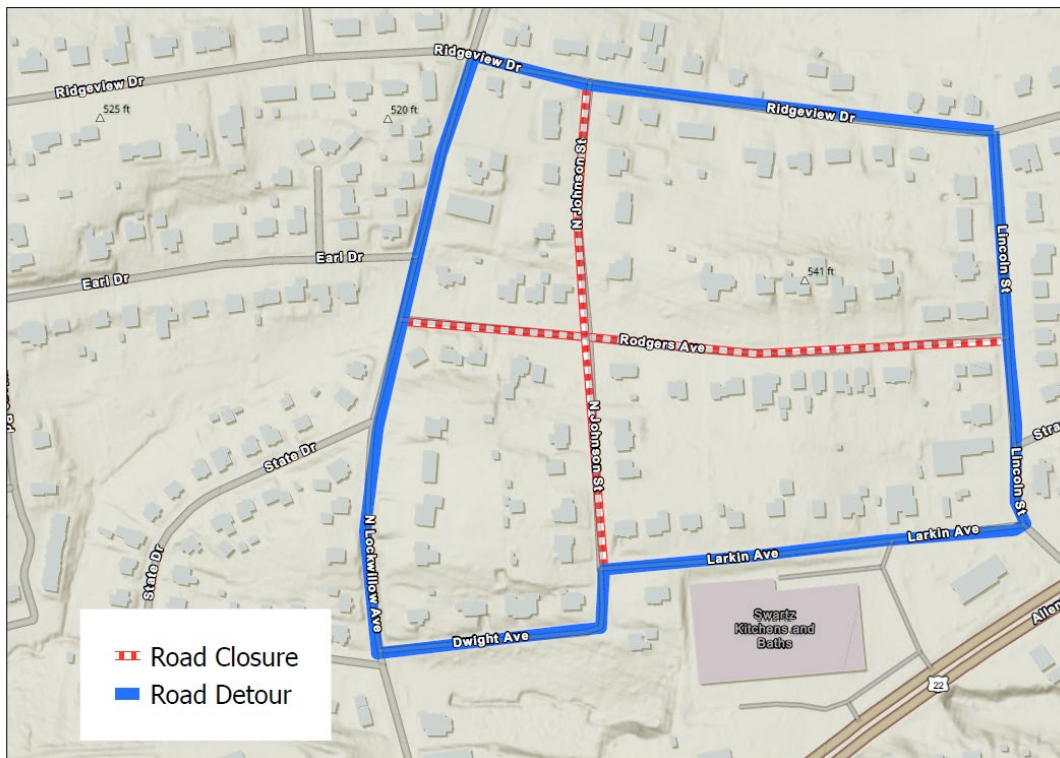 Ridgeview Dr
Ridgeview Dr
525 ft
520 ft
Ridgeview Dr
N Johnson St
Lincoln St
Earl Dr
Earl Dr
541 ft
Rodgers Ave
N Johnson St
State Dr
Lincoln St
N Lockwillow Ave
Larkin Ave
Larkin Ave
State Dr
Dwight Ave
Swartz
Kitchens and
Baths
22
Road Closure
Road Detour